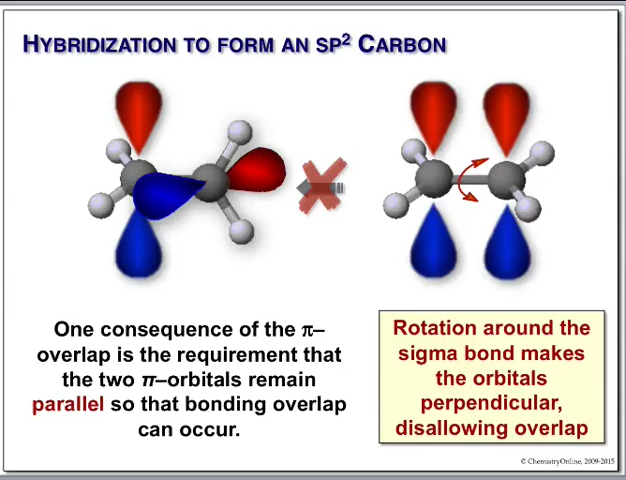 HYBRIDIZATION TO FORM AN SP² CARBON
One consequence of the π–
overlap is the requirement that
the two π–orbitals remain
parallel so that bonding overlap
can occur.
Rotation around the
sigma bond makes
the orbitals
perpendicular,
disallowing overlap
© ChemistryOnline, 2009-2015